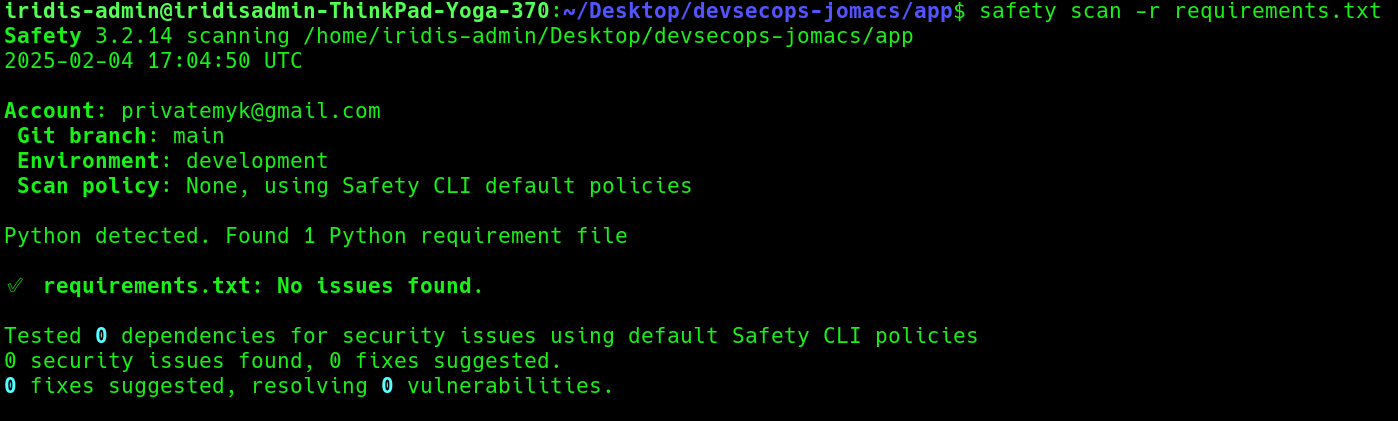 iridis-admin@iridisadmin-ThinkPad-Yoga-370:~/Desktop/devsecops-jomacs/app$ safety scan -r requirements.txt
Safety 3.2.14 scanning /home/iridis-admin/Desktop/devsecops-jomacs/app
2025-02-04 17:04:50 UTC
Account: privatemyk@gmail.com
Git branch: main
Environment: development
Scan policy: None, using Safety CLI default policies
Python detected. Found 1 Python requirement file
✅ requirements.txt: No issues found.
Tested 0 dependencies for security issues using default Safety CLI policies
0 security issues found, 0 fixes suggested.
0 fixes suggested, resolving 0 vulnerabilities.